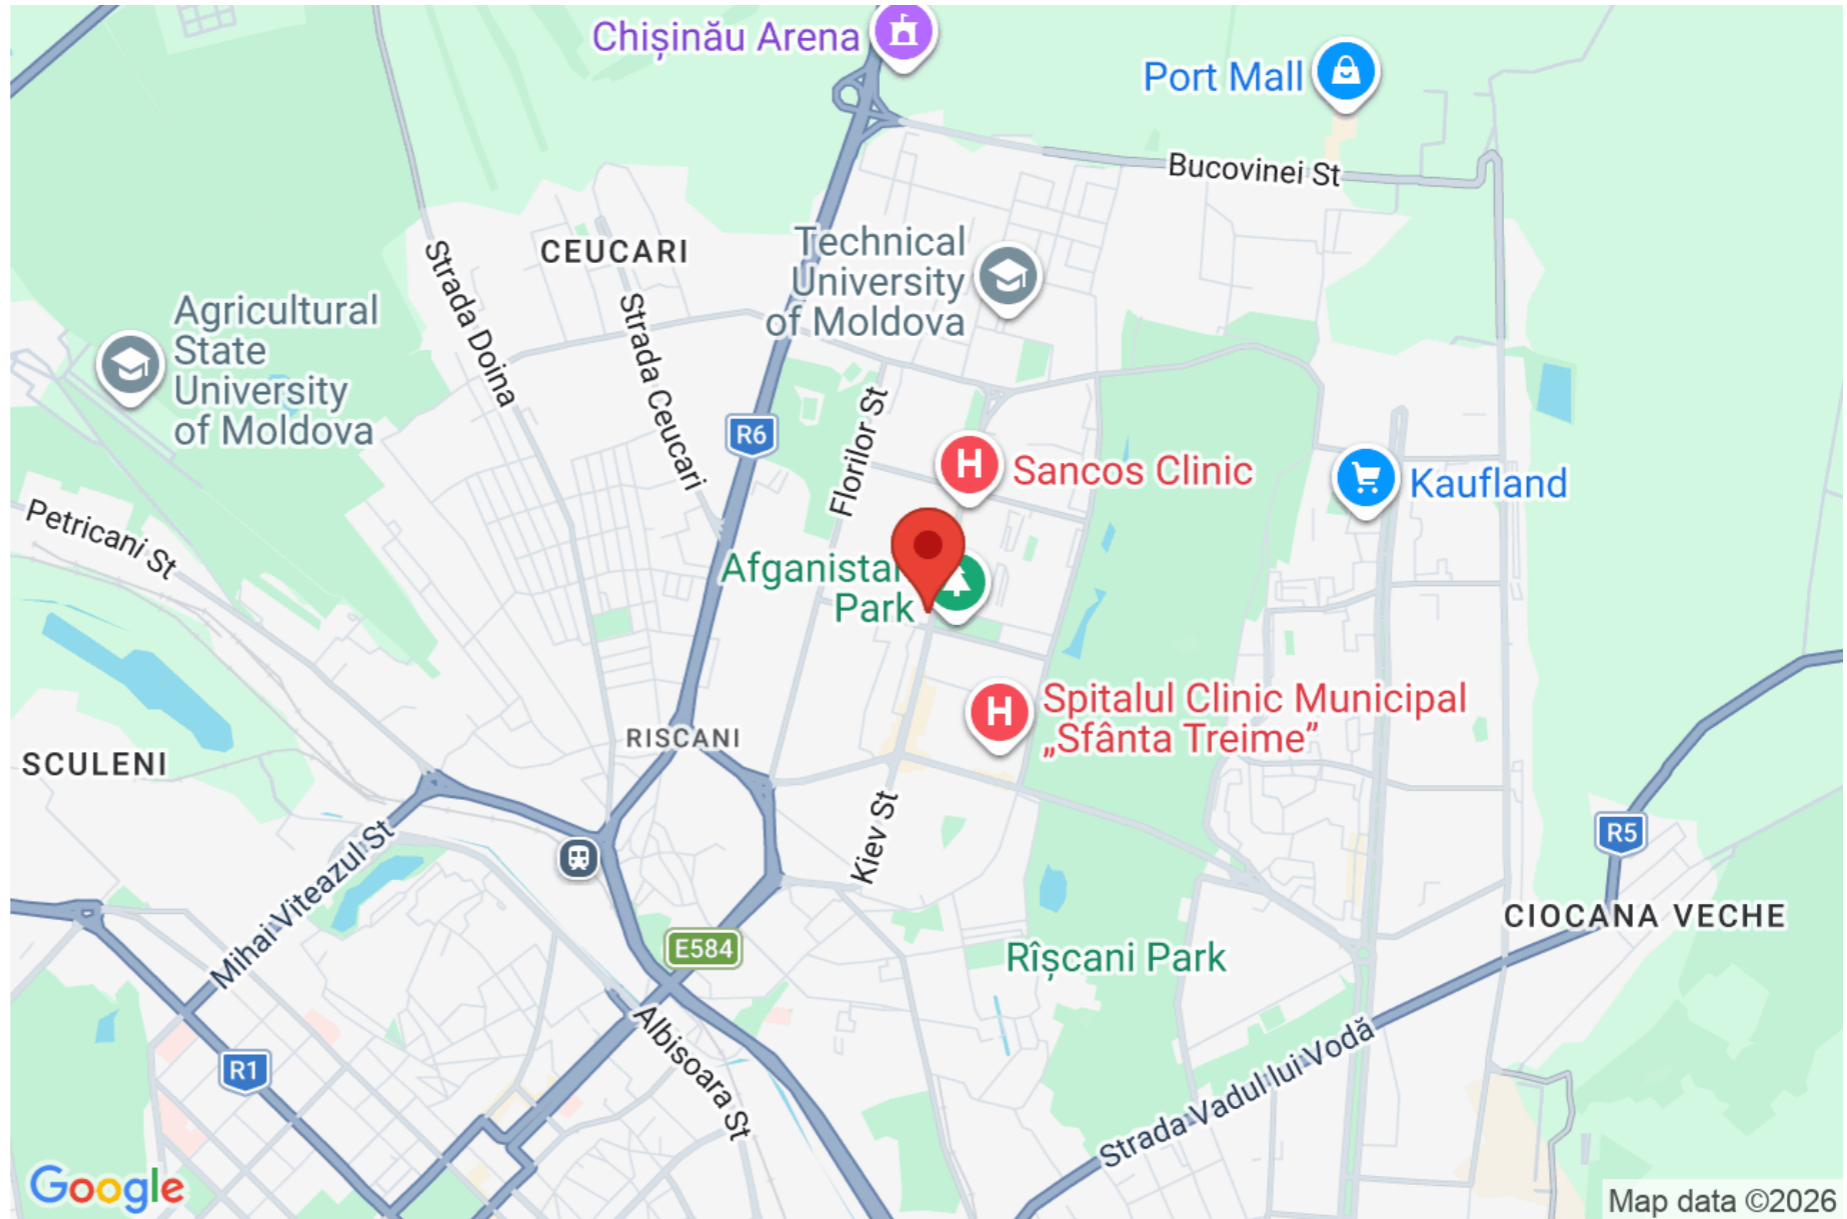 Chișinău Arena
Port Mall
Bucovinei St
CEUCARI
Technical
University
of Moldova
Strada Doina
Strada Ceucari
Agricultural
State
University
of Moldova
R6
Florilor St
Sancos Clinic
Kaufland
Petricani St
Afganistan
Park
Spitalul Clinic Municipal
„Sfânta Treime”
RISCANI
SCULENI
Kiev St
R5
Mihai Viteazul St
CIOCANA VECHE
E584
Rîșcani Park
Albisoara St
R1
Strada Vadul lui Vodă
Google
Map data ©2026